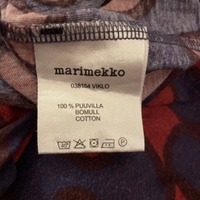 marimekko
038164 VIKLO
100 % PUUVILLA
BOMULL
COTTON